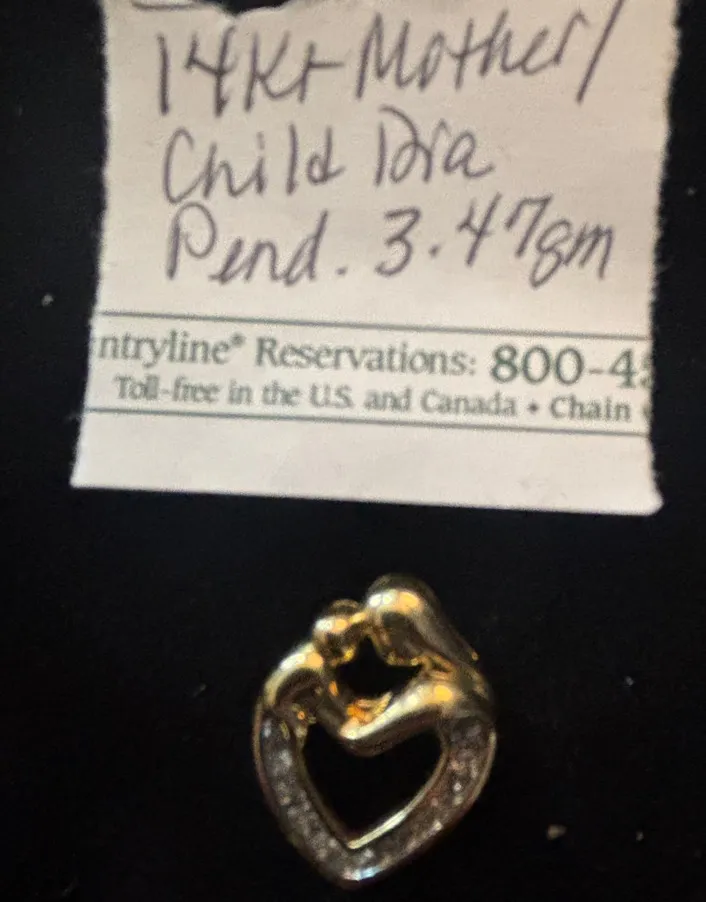 14Kt Mother/
Child Dia
Pend. 3.47gm
ntryline® Reservations: 800-4
Toll-free in the U.S. and Canada • Chain